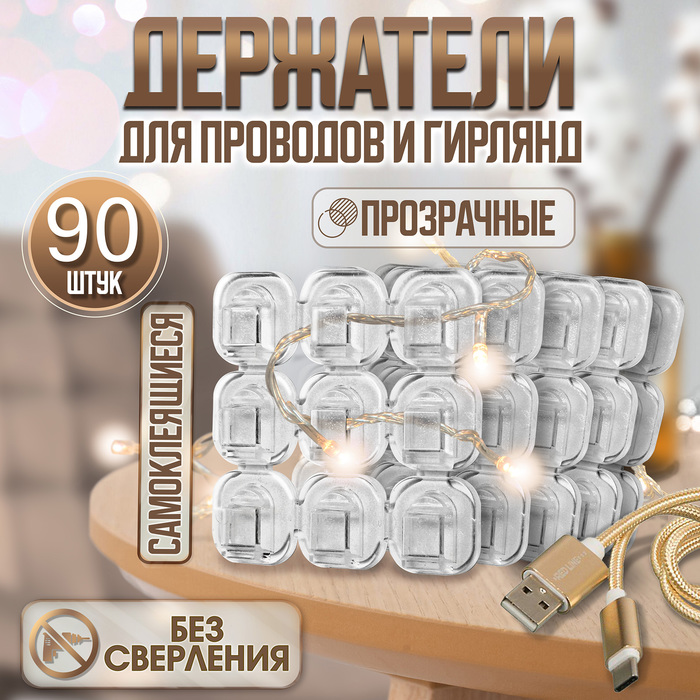 ДЕРЖАТЕЛИ
ДЛЯ ПРОВОДОВ И ГИРЛЯНД
ПРОЗРАЧНЫЕ
90
ШТУК
САМОКЛЕЯЩИЕСЯ
БЕЗ
СВЕРЛЕНИЯ